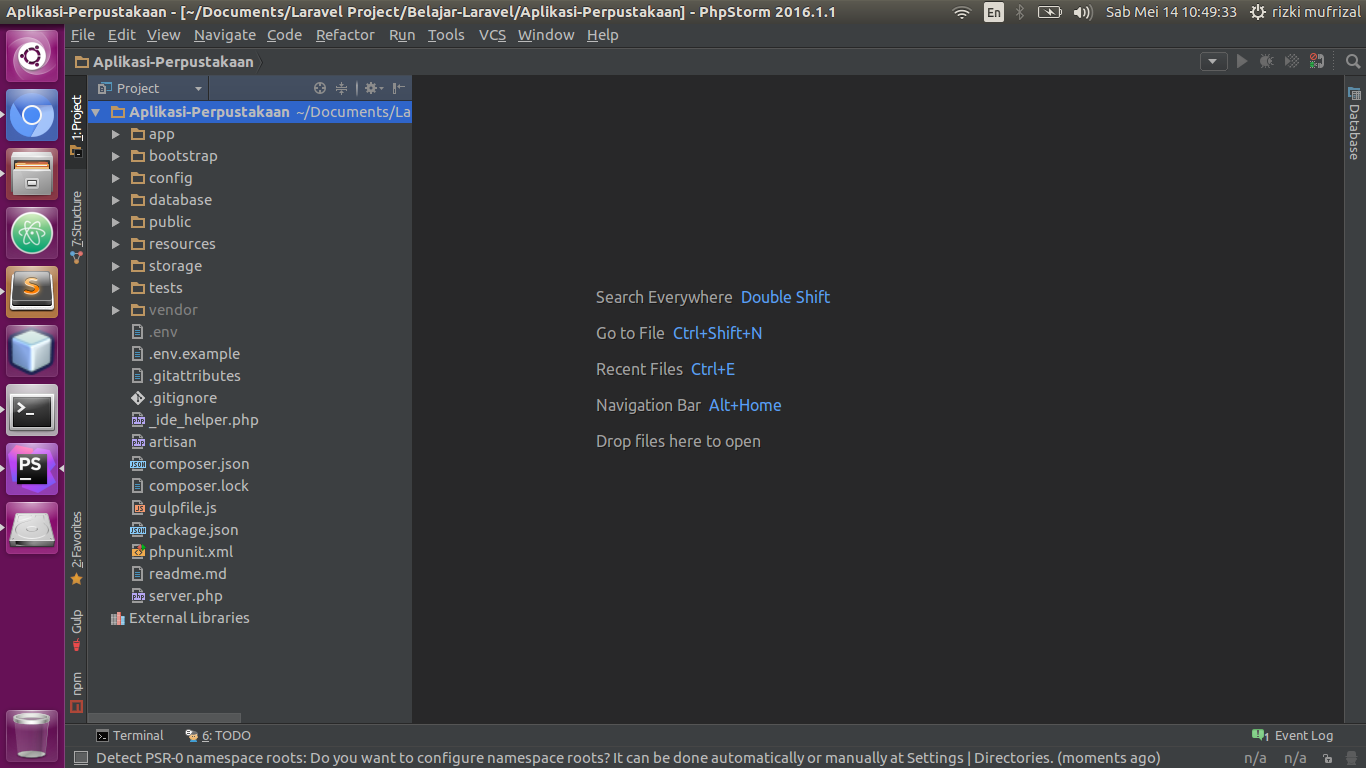 Aplikasi-Perpustakaan - [~/Documents/Laravel Project/Belajar-Laravel/Aplikasi-Perpustakaan] - PhpStorm 2016.1.1
En
Sab Mei 14 10:49:33
rizki mufrizal
File Edit View Navigate Code Refactor Run Tools VCS Window Help
Aplikasi-Perpustakaan
1: Project
7: Structure
2: Favorites
Gulp
npm
Project
Aplikasi-Perpustakaan ~/Documents/La
app
bootstrap
config
database
public
resources
storage
tests
vendor
.env
.env.example
.gitattributes
.gitignore
_ide_helper.php
artisan
composer.json
composer.lock
gulpfile.js
package.json
phpunit.xml
readme.md
server.php
External Libraries
Search Everywhere Double Shift
Go to File Ctrl+Shift+N
Recent Files Ctrl+E
Navigation Bar Alt+Home
Drop files here to open
Database
PS
Terminal
6: TODO
1 Event Log
Detect PSR-0 namespace roots: Do you want to configure namespace roots? It can be done automatically or manually at Settings | Directories. (moments ago)
n/a n/a